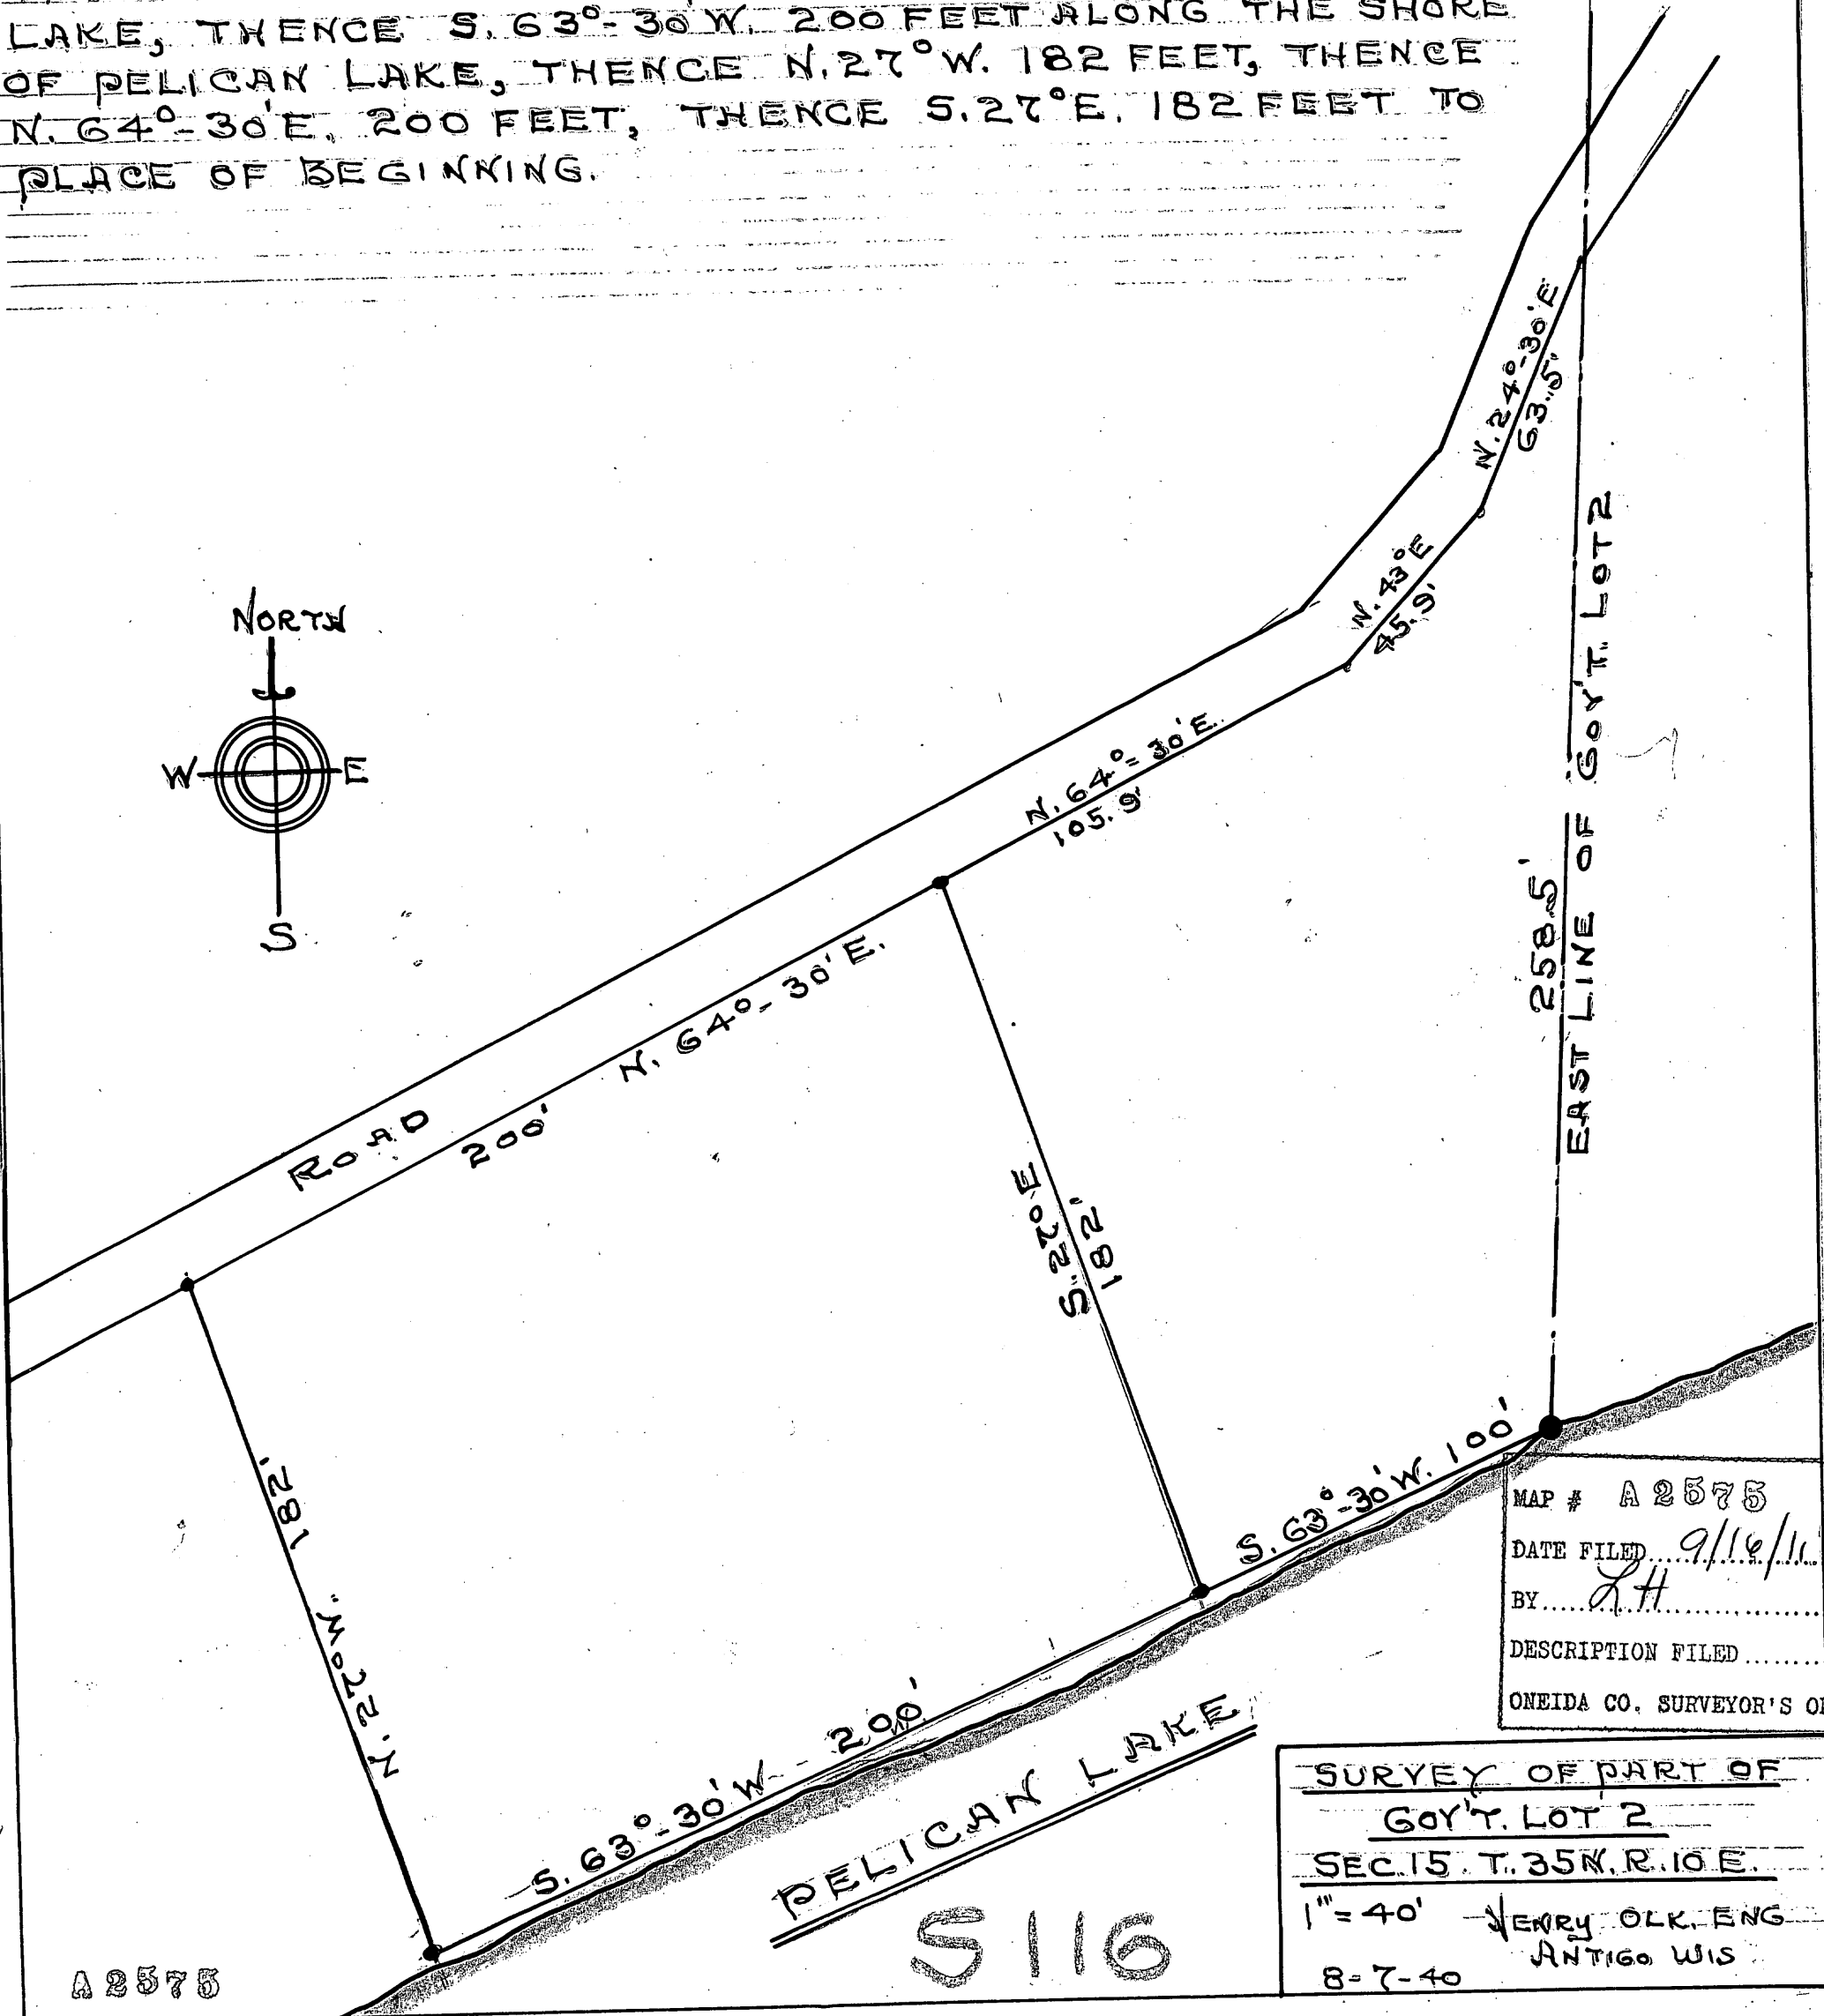 LAKE, THENCE S. 63°-30'W. 200 FEET ALONG THE SHORE
OF PELICAN LAKE, THENCE N. 27°W. 182 FEET, THENCE
N. 64°-30'E. 200 FEET, THENCE S. 27°E. 182 FEET TO
PLACE OF BEGINNING.
N. 24°-30'E
63.5'
N. 43°E
45.9'
NORTH
W E
S
N. 64°-30'E.
105.9'
258.5'
EAST LINE OF GOV'T. LOT 2
N. 64°-30'E.
200'
ROAD
S. 27°E
182'
182'
N. 27°W.
S. 63°-30'W. 100'
S. 63°-30'W - 200'
PELICAN LAKE
MAP # A2575
DATE FILED 9/16/11
BY LH
DESCRIPTION FILED
ONEIDA CO. SURVEYOR'S
SURVEY OF PART OF
GOV'T. LOT 2
SEC. 15. T. 35N. R. 10 E.
1"=40' HENRY OLK. ENG
ANTIGO WIS
8-7-40
A2575
S116